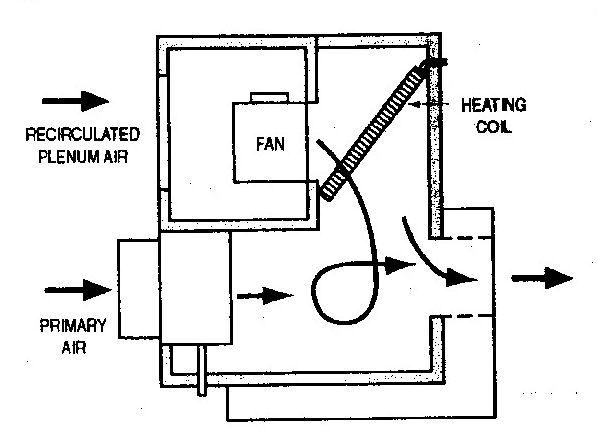 RECIRCULATED
PLENUM AIR
FAN
HEATING
COIL
PRIMARY
AIR